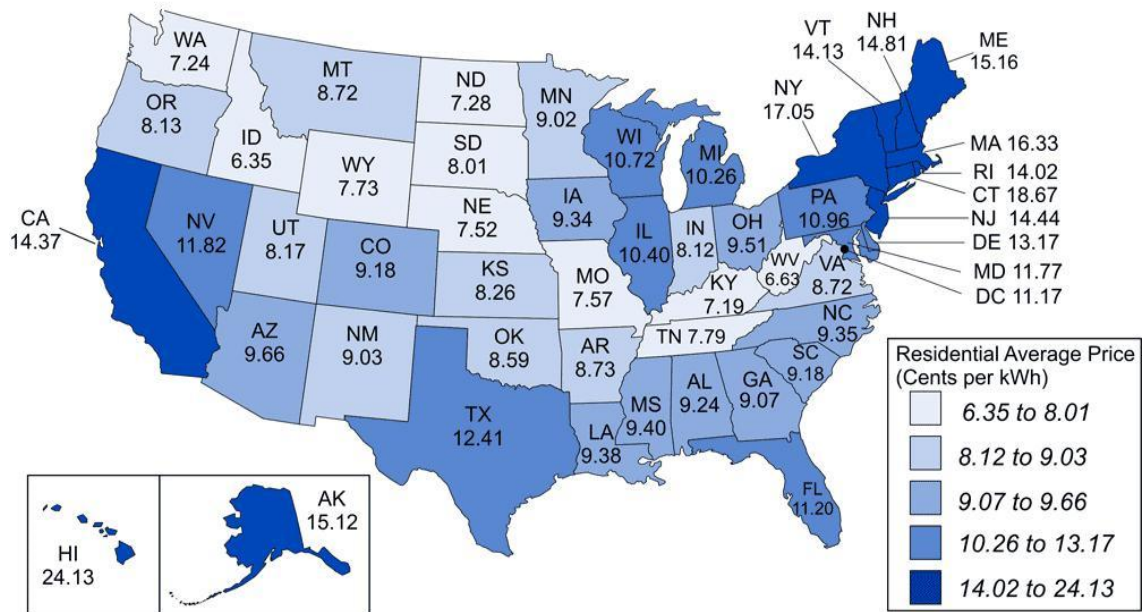 WA
7.24
OR
8.13
CA
14.37
NV
11.82
ID
6.35
MT
8.72
WY
7.73
UT
8.17
CO
9.18
AZ
9.66
NM
9.03
ND
7.28
SD
8.01
NE
7.52
KS
8.26
OK
8.59
TX
12.41
MN
9.02
IA
9.34
MO
7.57
AR
8.73
LA
9.38
WI
10.72
IL
10.40
MI
10.26
IN
8.12
OH
9.51
KY
7.19
TN 7.79
MS
9.40
AL
9.24
GA
9.07
FL
11.20
SC
9.18
NC
9.35
VA
8.72
WV
6.63
PA
10.96
NY
17.05
VT
14.13
NH
14.81
ME
15.16
MA 16.33
RI 14.02
CT 18.67
NJ 14.44
DE 13.17
MD 11.77
DC 11.17
HI
24.13
AK
15.12
Residential Average Price
(Cents per kWh)
6.35 to 8.01
8.12 to 9.03
9.07 to 9.66
10.26 to 13.17
14.02 to 24.13